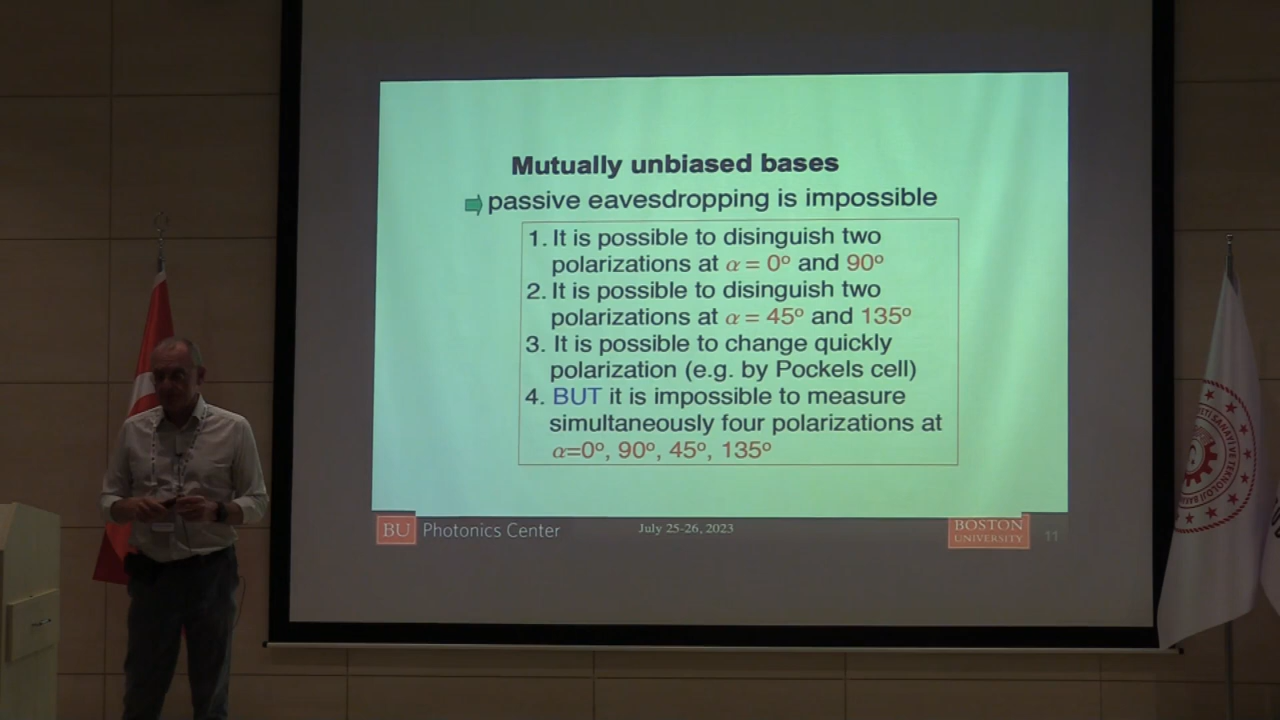 Mutually unbiased bases
passive eavesdropping is impossible
1. It is possible to disinguish two
polarizations at α = 0º and 90º
2. It is possible to disinguish two
polarizations at α = 45º and 135º
3. It is possible to change quickly
polarization (e.g. by Pockels cell)
4. BUT it is impossible to measure
simultaneously four polarizations at
α=0º, 90º, 45º, 135º
BU Photonics Center
July 25-26, 2023
BOSTON
UNIVERSITY
11